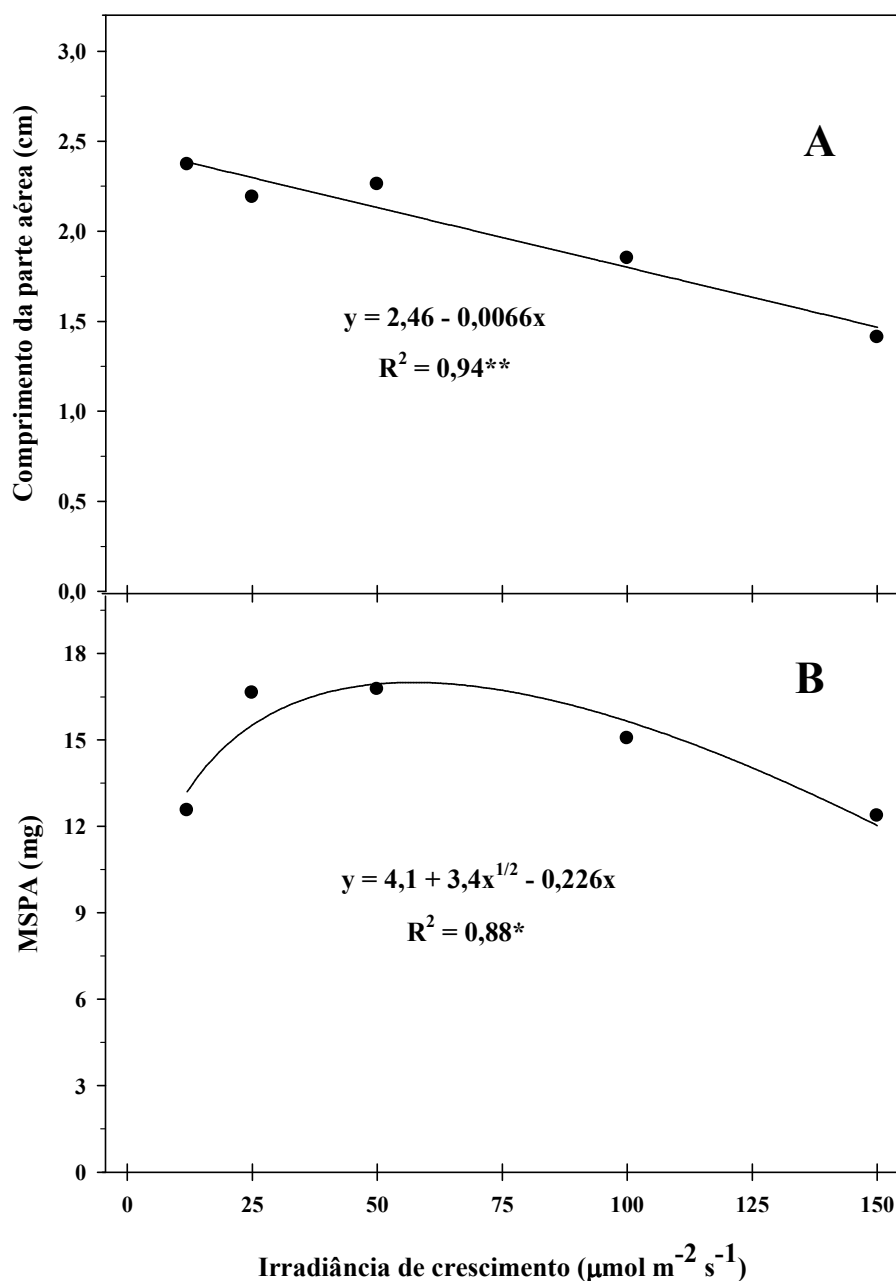 3,0
A
2,5
2,0
1,5
1,0
0,5
0,0
Comprimento da parte aérea (cm)
y = 2,46 - 0,0066x
R² = 0,94**
18
B
15
12
9
6
3
0
MSPA (mg)
y = 4,1 + 3,4x^1/2 - 0,226x
R² = 0,88*
0 25 50 75 100 125 150
Irradiância de crescimento (μmol m⁻² s⁻¹)